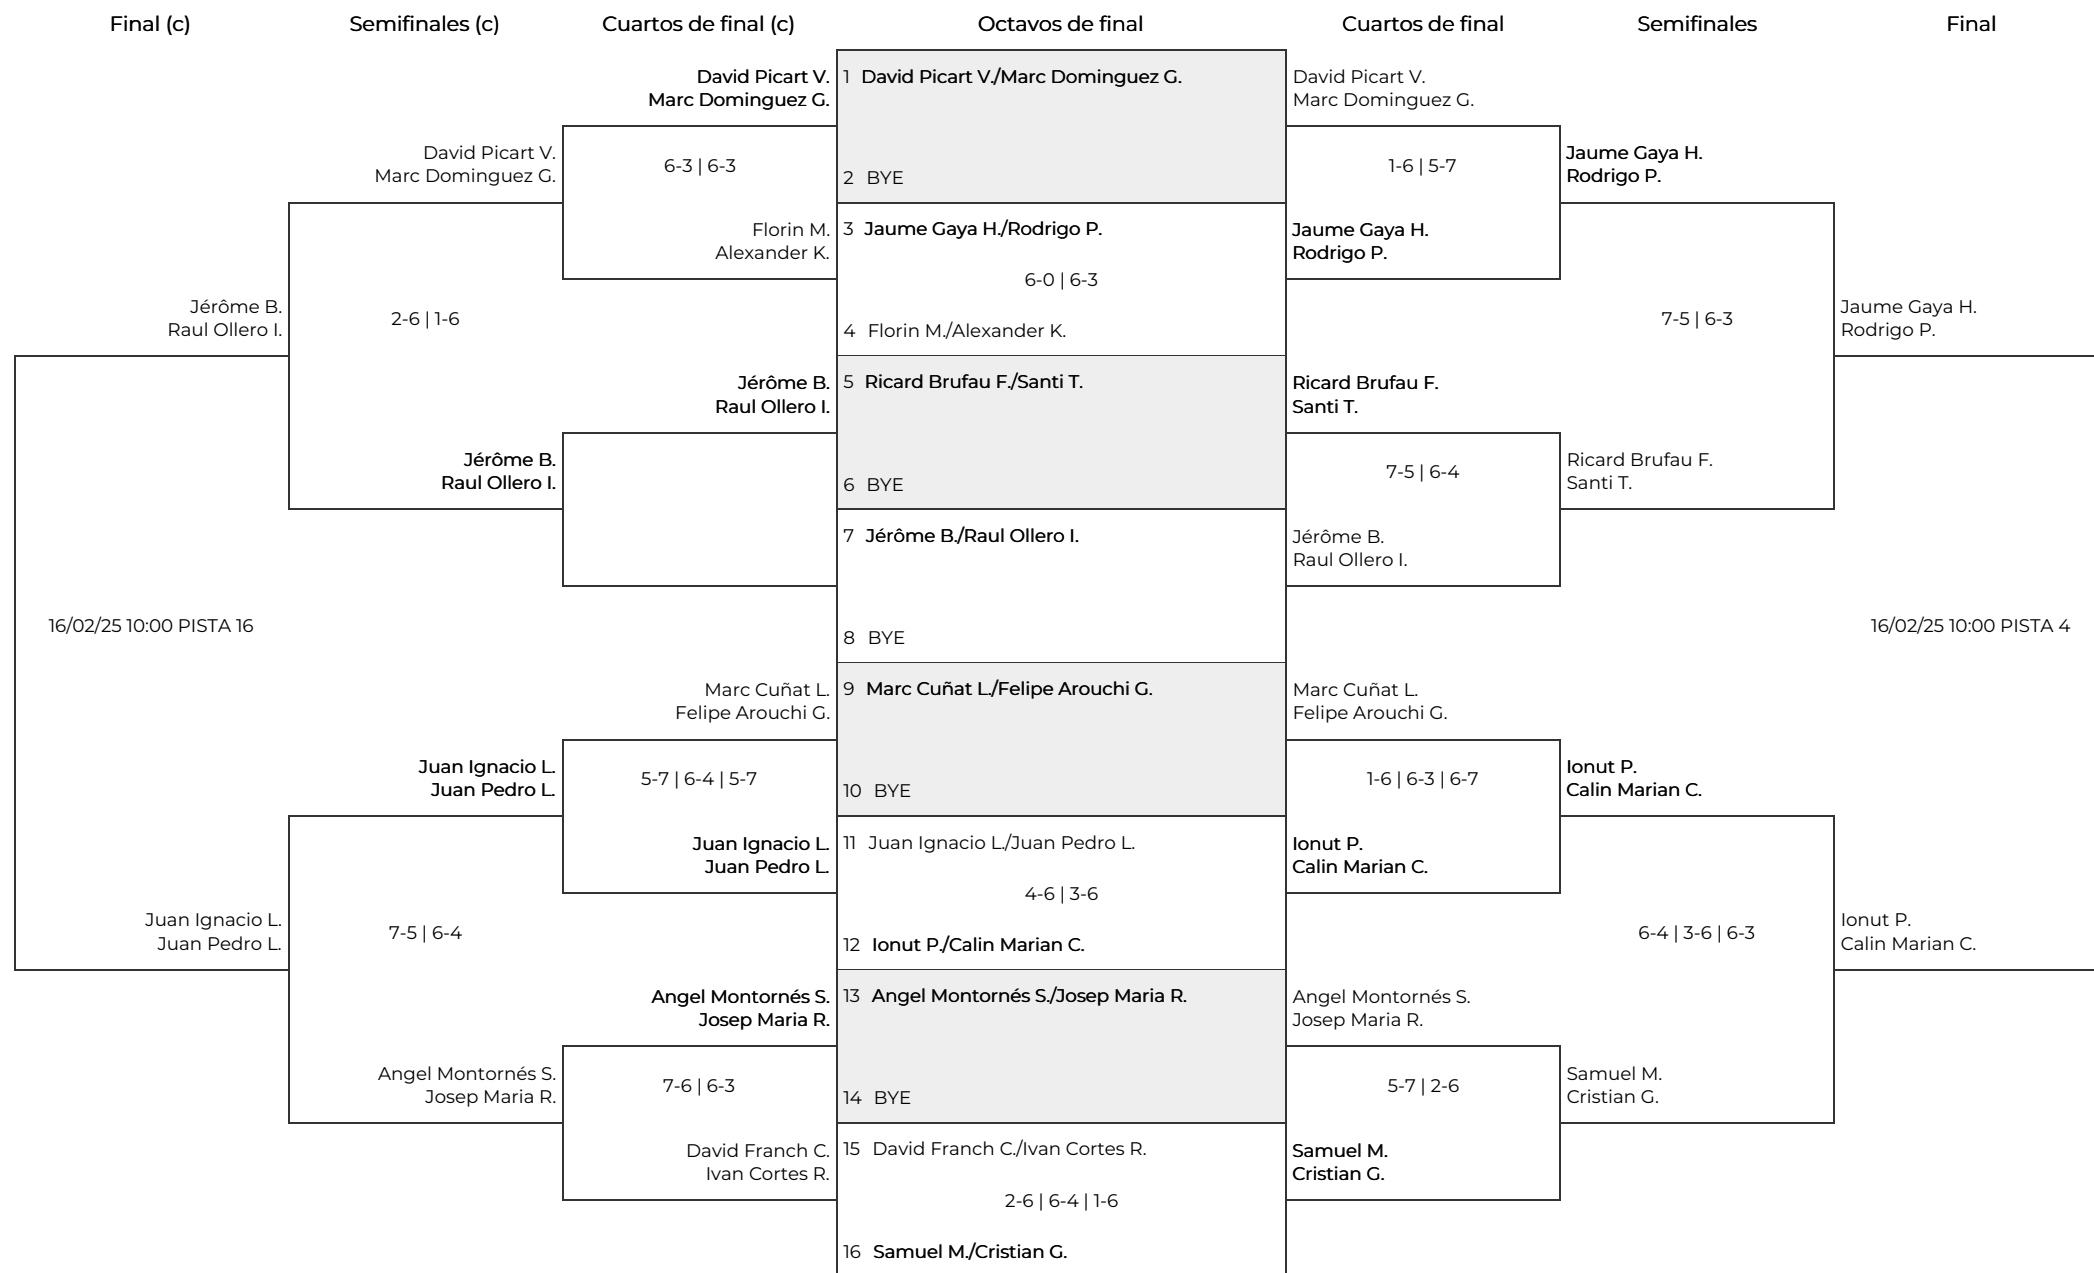 Final (c)
Semifinales (c)
Cuartos de final (c)
Octavos de final
Cuartos de final
Semifinales
Final
David Picart V.
Marc Dominguez G.
6-3 | 6-3
Florin M.
Alexander K.
David Picart V.
Marc Dominguez G.
2-6 | 1-6
Jérôme B.
Raul Ollero I.
Jérôme B.
Raul Ollero I.
Jérôme B.
Raul Ollero I.
16/02/25 10:00 PISTA 16
Marc Cuñat L.
Felipe Arouchi G.
Juan Ignacio L.
Juan Pedro L.
5-7 | 6-4 | 5-7
Juan Ignacio L.
Juan Pedro L.
Juan Ignacio L.
Juan Pedro L.
7-5 | 6-4
Angel Montornés S.
Josep Maria R.
Angel Montornés S.
Josep Maria R.
7-6 | 6-3
David Franch C.
Ivan Cortes R.
1 David Picart V./Marc Dominguez G.
2 BYE
3 Jaume Gaya H./Rodrigo P.
6-0 | 6-3
4 Florin M./Alexander K.
5 Ricard Brufau F./Santi T.
6 BYE
7 Jérôme B./Raul Ollero I.
8 BYE
9 Marc Cuñat L./Felipe Arouchi G.
10 BYE
11 Juan Ignacio L./Juan Pedro L.
4-6 | 3-6
12 Ionut P./Calin Marian C.
13 Angel Montornés S./Josep Maria R.
14 BYE
15 David Franch C./Ivan Cortes R.
2-6 | 6-4 | 1-6
16 Samuel M./Cristian G.
David Picart V.
Marc Dominguez G.
1-6 | 5-7
Jaume Gaya H.
Rodrigo P.
Jaume Gaya H.
Rodrigo P.
7-5 | 6-3
Jaume Gaya H.
Rodrigo P.
Ricard Brufau F.
Santi T.
7-5 | 6-4
Ricard Brufau F.
Santi T.
Jérôme B.
Raul Ollero I.
16/02/25 10:00 PISTA 4
Marc Cuñat L.
Felipe Arouchi G.
1-6 | 6-3 | 6-7
Ionut P.
Calin Marian C.
Ionut P.
Calin Marian C.
6-4 | 3-6 | 6-3
Ionut P.
Calin Marian C.
Angel Montornés S.
Josep Maria R.
5-7 | 2-6
Samuel M.
Cristian G.
Samuel M.
Cristian G.